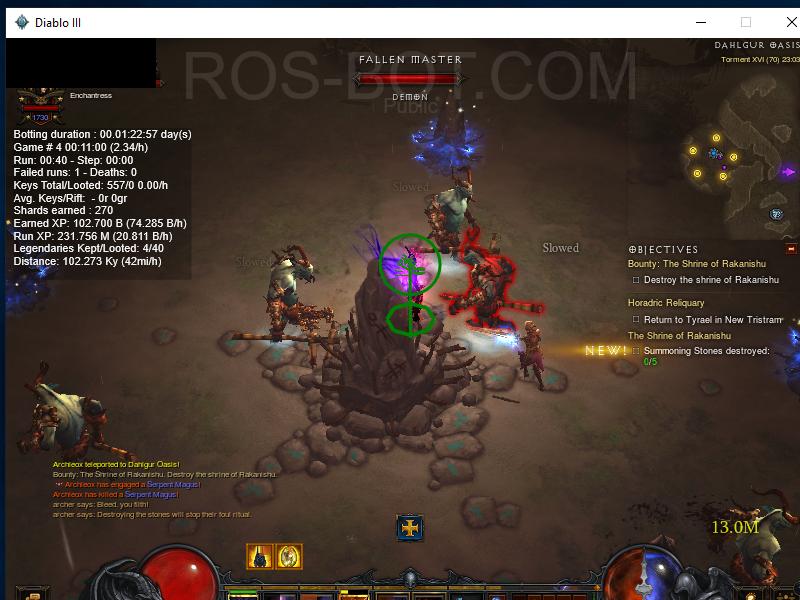 Diablo III
ROS-BOT.COM
Public
FALLEN MASTER
DEMON
DAHLGUR OASIS
Torment XVI (70) 23:03
Enchantress
1730
Botting duration : 00.01:22:57 day(s)
Game # 4 00:11:00 (2.34/h)
Run: 00:40 - Step: 00:00
Failed runs: 1 - Deaths: 0
Keys Total/Looted: 557/0 0.00/h
Avg. Keys/Rift:  - 0r 0gr
Shards earned : 270
Earned XP: 102.700 B (74.285 B/h)
Run XP: 231.756 M (20.811 B/h)
Legendaries Kept/Looted: 4/40
Distance: 102.273 Ky (42mi/h)
Slowed
Slowed
Slowed
OBJECTIVES
Bounty: The Shrine of Rakanishu
Destroy the shrine of Rakanishu
Horadric Reliquary
Return to Tyrael in New Tristram
The Shrine of Rakanishu
NEW! Summoning Stones destroyed:
0/5
Archleox teleported to Dahlgur Oasis!
Bounty: The Shrine of Rakanishu. Destroy the shrine of Rakanishu.
Archleox has engaged a Serpent Magus!
Archleox has killed a Serpent Magus!
archer says: Bleed, you filth!
archer says: Destroying the stones will stop their foul ritual.
13.0M